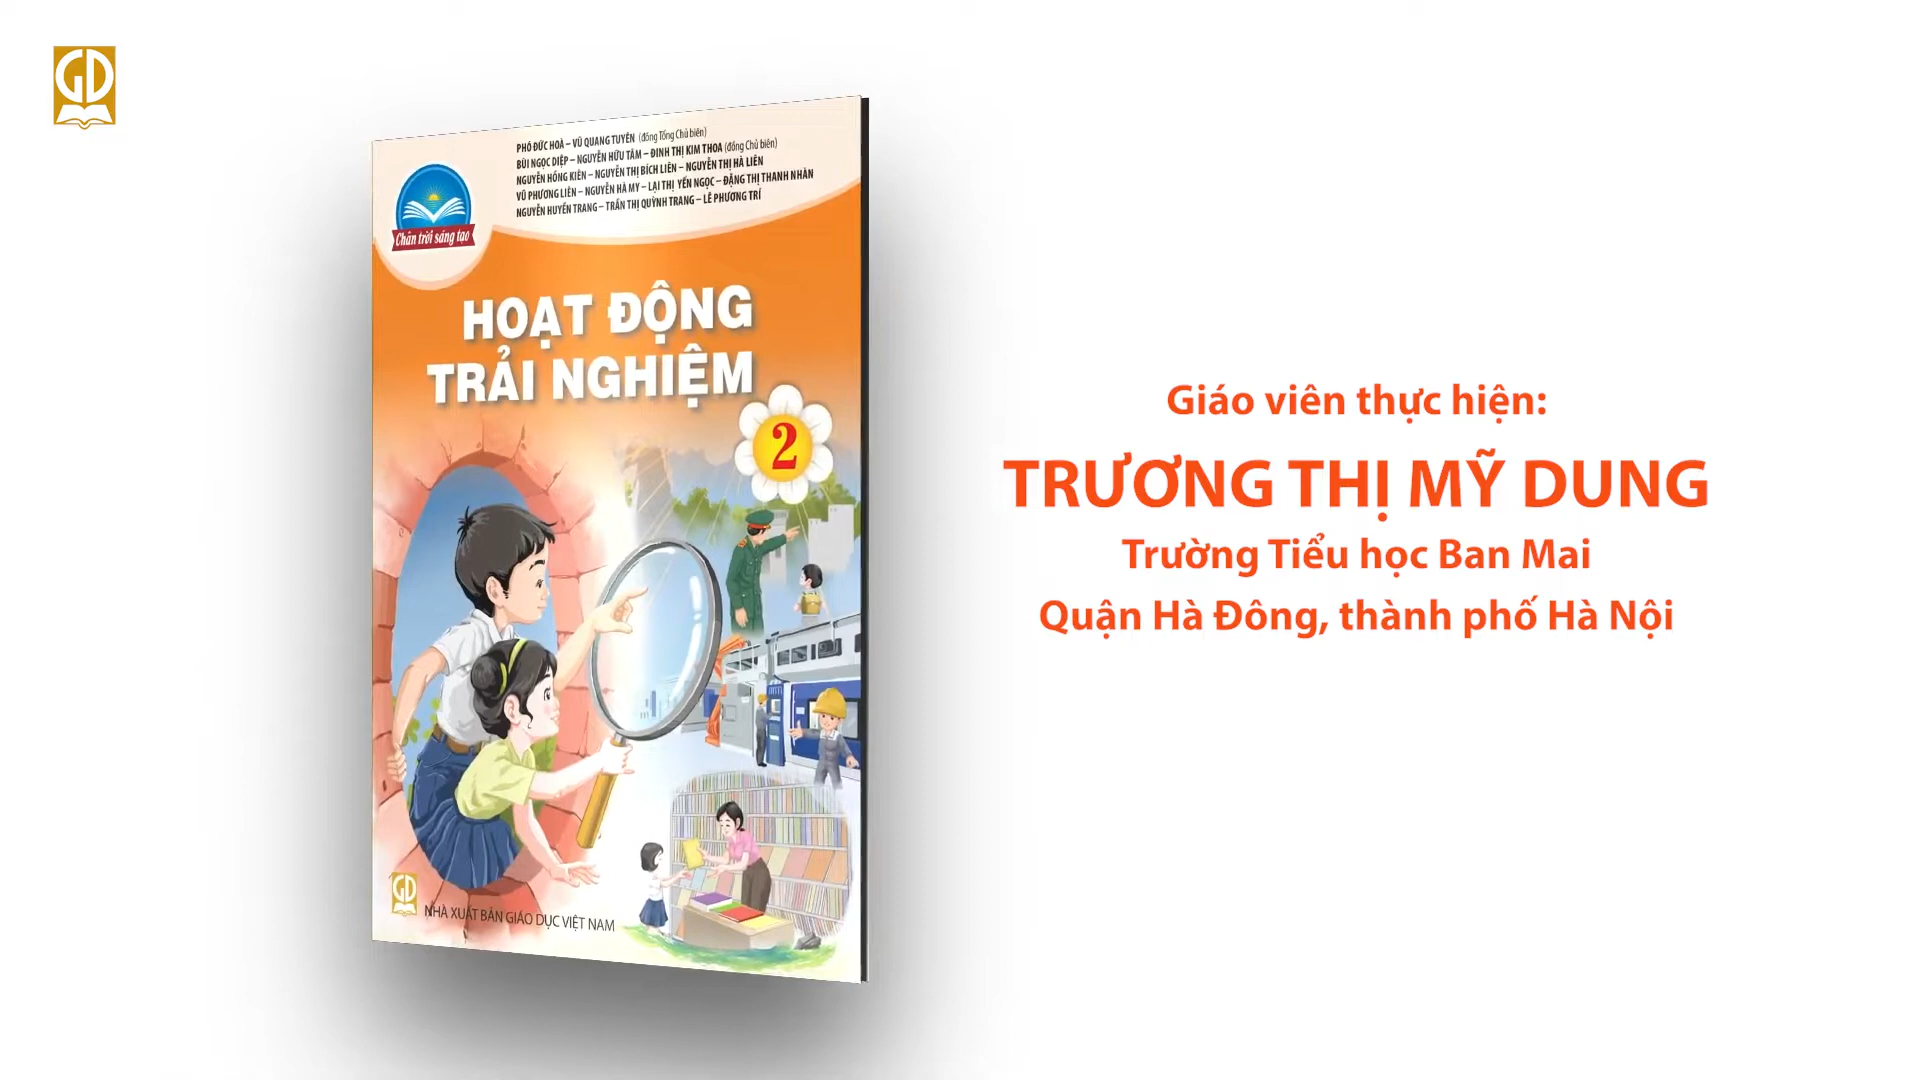 GD
PHÓ ĐỨC HOÀ – VŨ QUANG TUYÊN (đồng Tổng Chủ biên)
BÙI NGỌC DIỆP – NGUYỄN HỮU TÂM – ĐINH THỊ KIM THOA (đồng Chủ biên)
NGUYỄN HỒNG KIÊN – NGUYỄN THỊ BÍCH LIÊN – NGUYỄN THỊ HÀ LIÊN
VŨ PHƯƠNG LIÊN – NGUYỄN HÀ MY – LẠI THỊ YẾN NGỌC – ĐẶNG THỊ THANH NHÀN
NGUYỄN HUYỀN TRANG – TRẦN THỊ QUỲNH TRANG – LÊ PHƯƠNG TRÍ
Chân trời sáng tạo
HOẠT ĐỘNG
TRẢI NGHIỆM
2
GD
NHÀ XUẤT BẢN GIÁO DỤC VIỆT NAM
Giáo viên thực hiện:
TRƯƠNG THỊ MỸ DUNG
Trường Tiểu học Ban Mai
Quận Hà Đông, thành phố Hà Nội